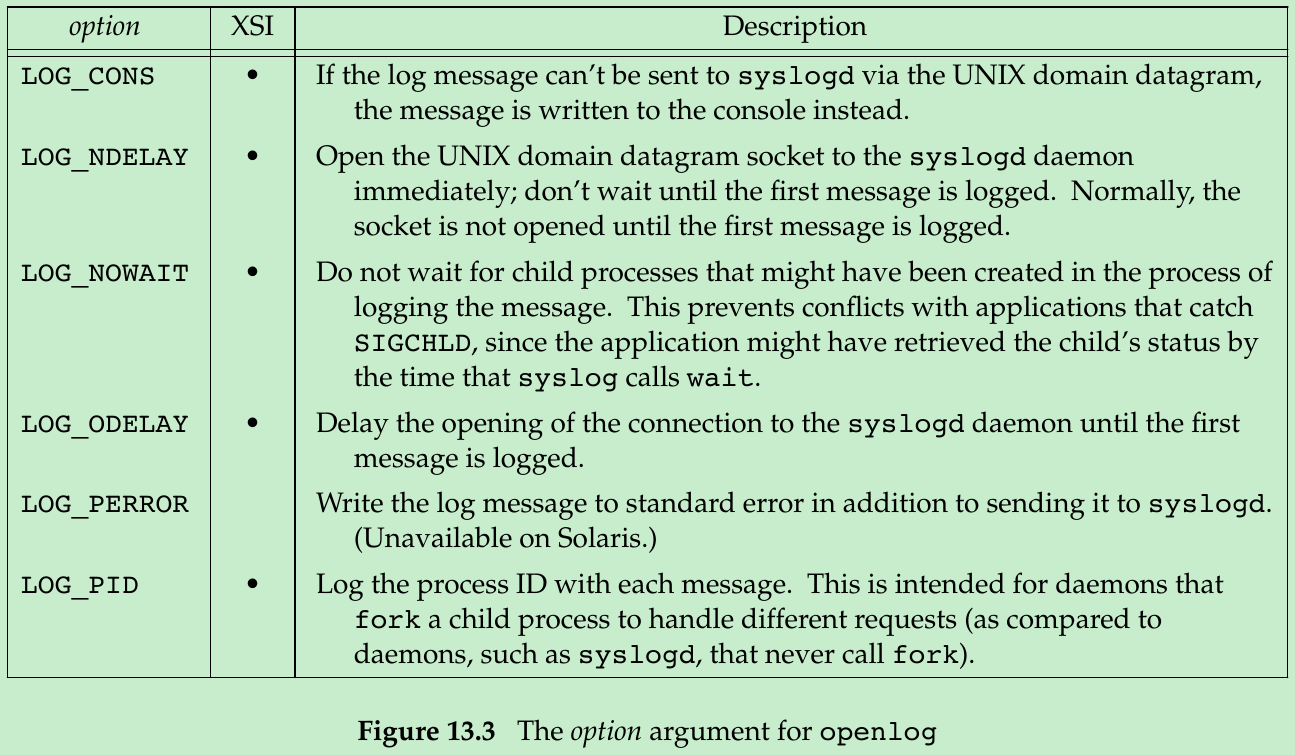 option XSI Description
LOG_CONS • If the log message can't be sent to syslogd via the UNIX domain datagram,
the message is written to the console instead.
LOG_NDELAY • Open the UNIX domain datagram socket to the syslogd daemon
immediately; don't wait until the first message is logged. Normally, the
socket is not opened until the first message is logged.
LOG_NOWAIT • Do not wait for child processes that might have been created in the process of
logging the message. This prevents conflicts with applications that catch
SIGCHLD, since the application might have retrieved the child's status by
the time that syslog calls wait.
LOG_ODELAY • Delay the opening of the connection to the syslogd daemon until the first
message is logged.
LOG_PERROR Write the log message to standard error in addition to sending it to syslogd.
(Unavailable on Solaris.)
LOG_PID • Log the process ID with each message. This is intended for daemons that
fork a child process to handle different requests (as compared to
daemons, such as syslogd, that never call fork).
Figure 13.3 The option argument for openlog